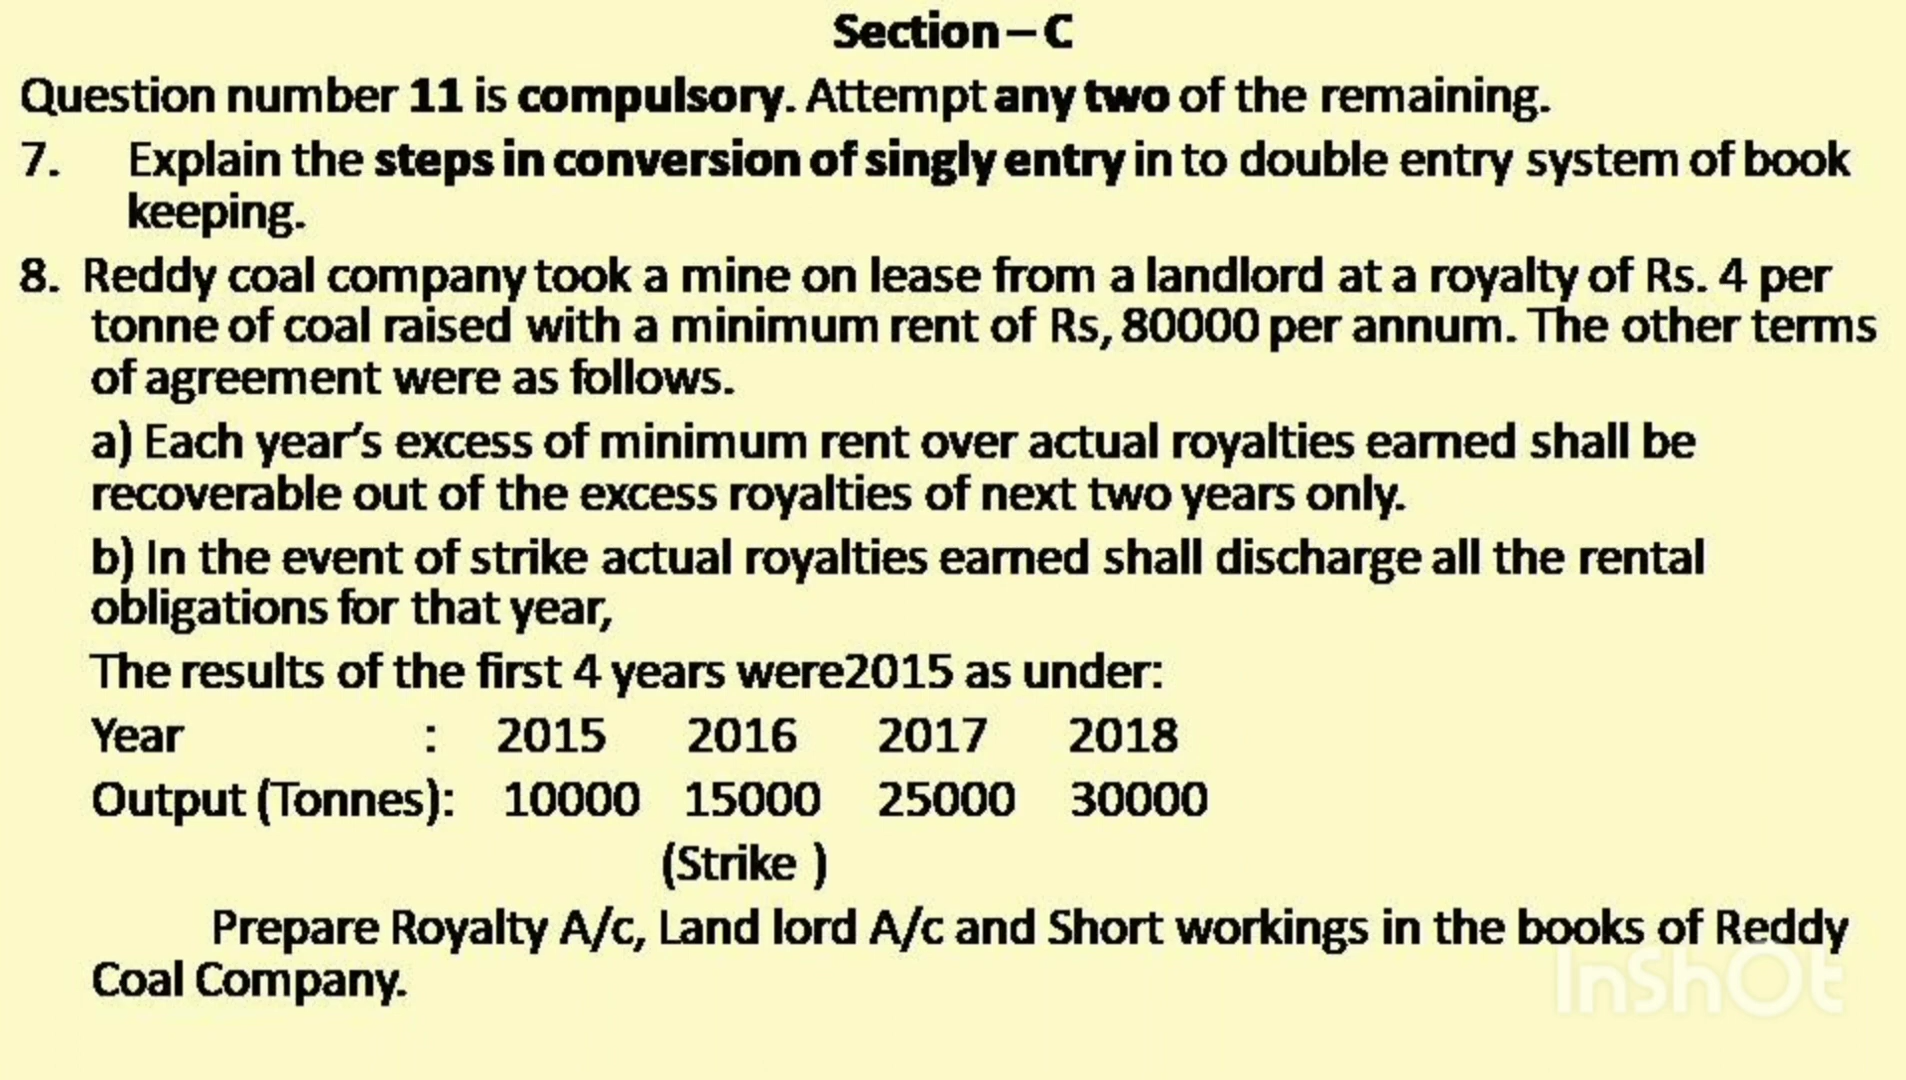 Section – C
Question number 11 is compulsory. Attempt any two of the remaining.
7. Explain the steps in conversion of singly entry in to double entry system of book
keeping.
8. Reddy coal company took a mine on lease from a landlord at a royalty of Rs. 4 per
tonne of coal raised with a minimum rent of Rs, 80000 per annum. The other terms
of agreement were as follows.
a) Each year's excess of minimum rent over actual royalties earned shall be
recoverable out of the excess royalties of next two years only.
b) In the event of strike actual royalties earned shall discharge all the rental
obligations for that year,
The results of the first 4 years were2015 as under:
Year : 2015 2016 2017 2018
Output (Tonnes): 10000 15000 25000 30000
(Strike )
Prepare Royalty A/c, Land lord A/c and Short workings in the books of Reddy
Coal Company.
InShOt